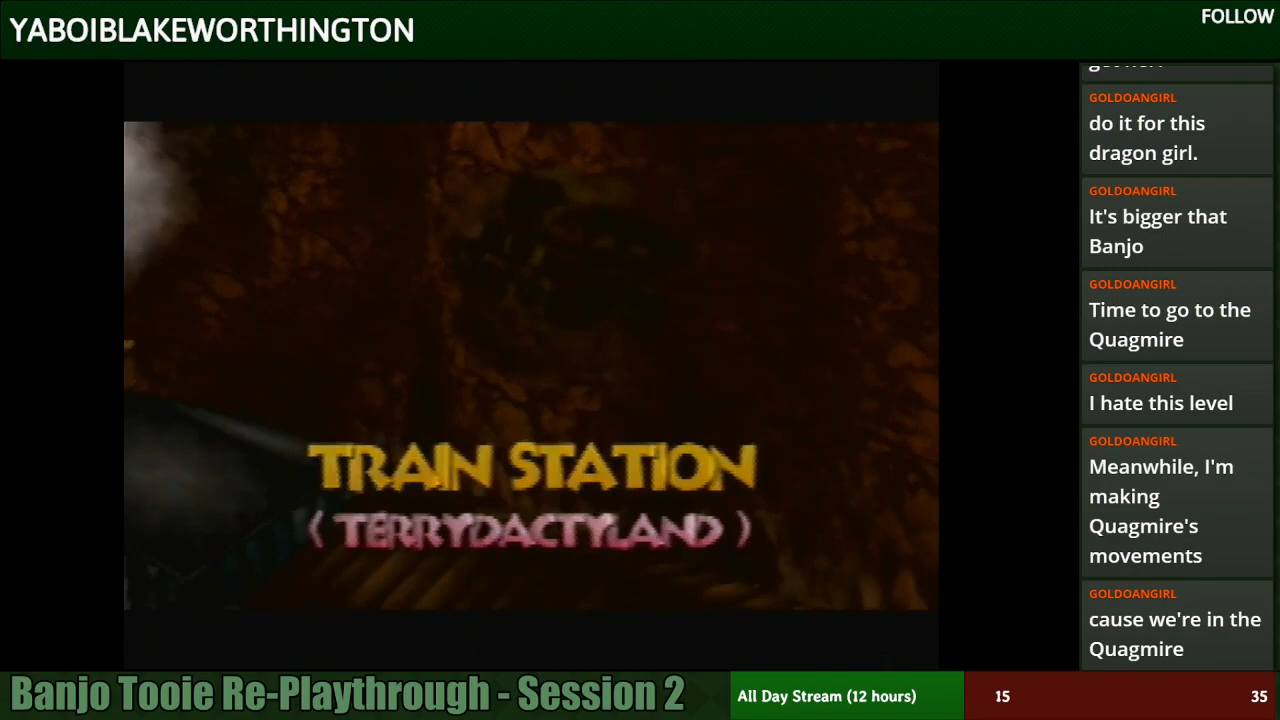 YABOIBLAKEWORTHINGTON
FOLLOW
GOLDOANGIRL
do it for this
dragon girl.
GOLDOANGIRL
It's bigger that
Banjo
GOLDOANGIRL
Time to go to the
Quagmire
GOLDOANGIRL
I hate this level
GOLDOANGIRL
Meanwhile, I'm
making
Quagmire's
movements
GOLDOANGIRL
cause we're in the
Quagmire
TRAIN STATION
( TERRYDACTYLAND )
Banjo Tooie Re-Playthrough - Session 2
All Day Stream (12 hours)
15
35